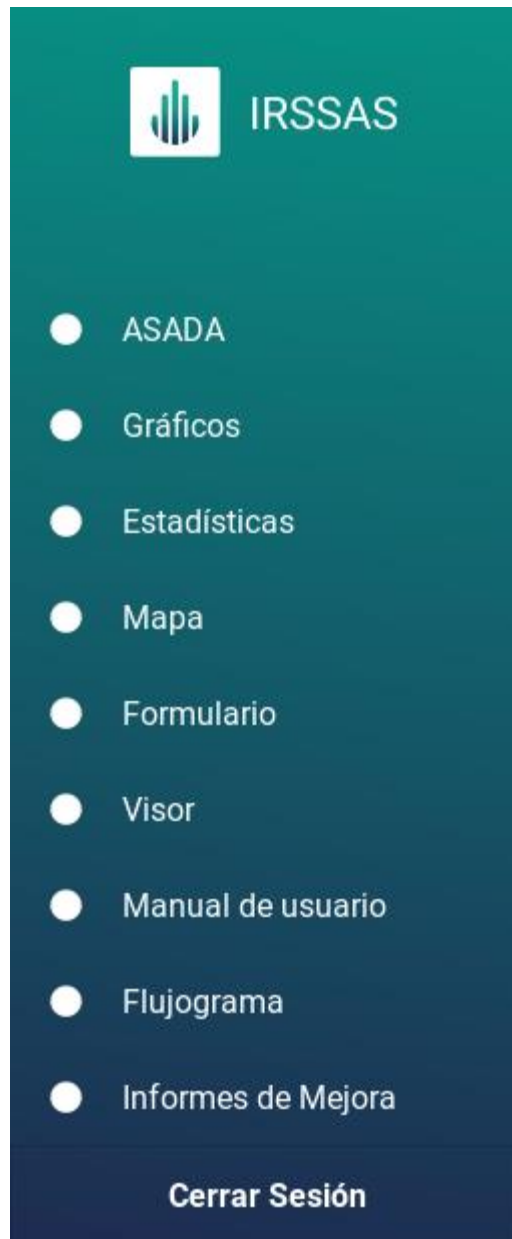 IRSSAS
ASADA
Gráficos
Estadísticas
Mapa
Formulario
Visor
Manual de usuario
Flujograma
Informes de Mejora
Cerrar Sesión